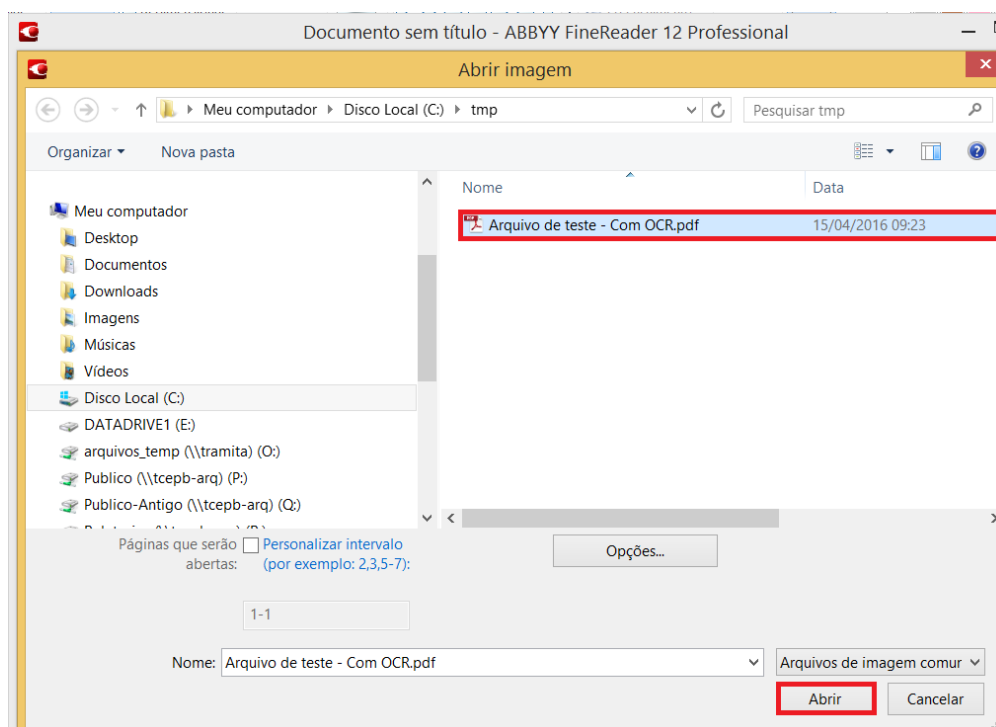 Documento sem título - ABBYY FineReader 12 Professional
Abrir imagem
Meu computador Disco Local (C:) tmp
Pesquisar tmp
Organizar Nova pasta
Nome Data
Meu computador
Desktop
Documentos
Downloads
Imagens
Músicas
Vídeos
Disco Local (C:)
DATADRIVE1 (E:)
arquivos_temp (\\tramita) (O:)
Publico (\\tcepb-arq) (P:)
Publico-Antigo (\\tcepb-arq) (Q:)
Arquivo de teste - Com OCR.pdf 15/04/2016 09:23
Páginas que serão abertas:
Personalizar intervalo
(por exemplo: 2,3,5-7):
Opções...
1-1
Nome: Arquivo de teste - Com OCR.pdf
Arquivos de imagem comur
Abrir Cancelar